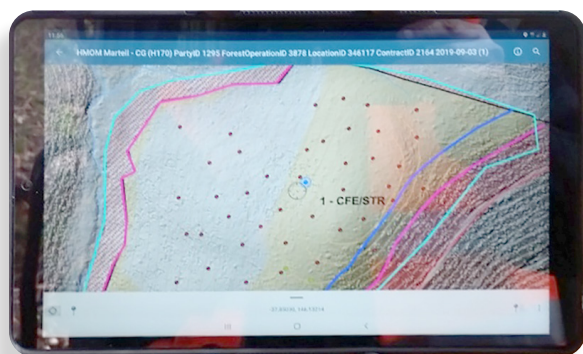 HMOM Martell - CG (H170) PartyID 1295 ForestOperationID 3878 LocationID 346117 ContractID 2164 2019-09-03 (1)
1 - CFE/STR